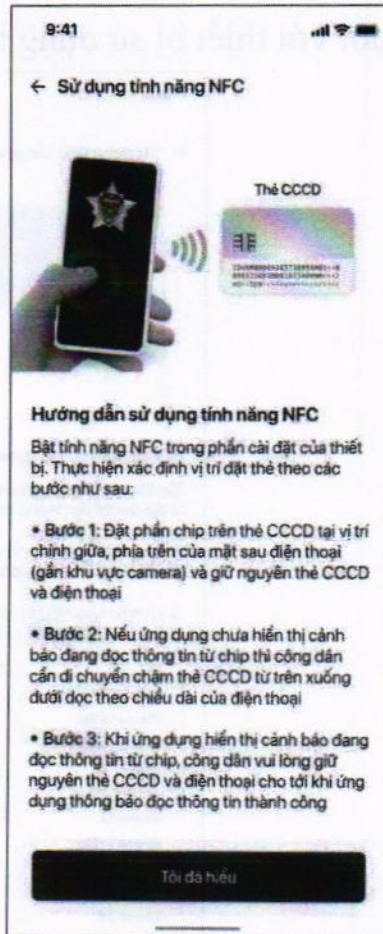 9:41
← Sử dụng tính năng NFC
Thẻ CCCD
Hướng dẫn sử dụng tính năng NFC
Bật tính năng NFC trong phần cài đặt của thiết
bị. Thực hiện xác định vị trí đặt thẻ theo các
bước như sau:
• Bước 1: Đặt phần chip trên thẻ CCCD tại vị trí
chính giữa, phía trên của mặt sau điện thoại
(gần khu vực camera) và giữ nguyên thẻ CCCD
và điện thoại
• Bước 2: Nếu ứng dụng chưa hiển thị cảnh
báo đang đọc thông tin từ chip thì công dân
cần di chuyển chậm thẻ CCCD từ trên xuống
dưới dọc theo chiều dài của điện thoại
• Bước 3: Khi ứng dụng hiển thị cảnh báo đang
đọc thông tin từ chip, công dân vui lòng giữ
nguyên thẻ CCCD và điện thoại cho tới khi ứng
dụng thông báo đọc thông tin thành công
Tôi đã hiểu